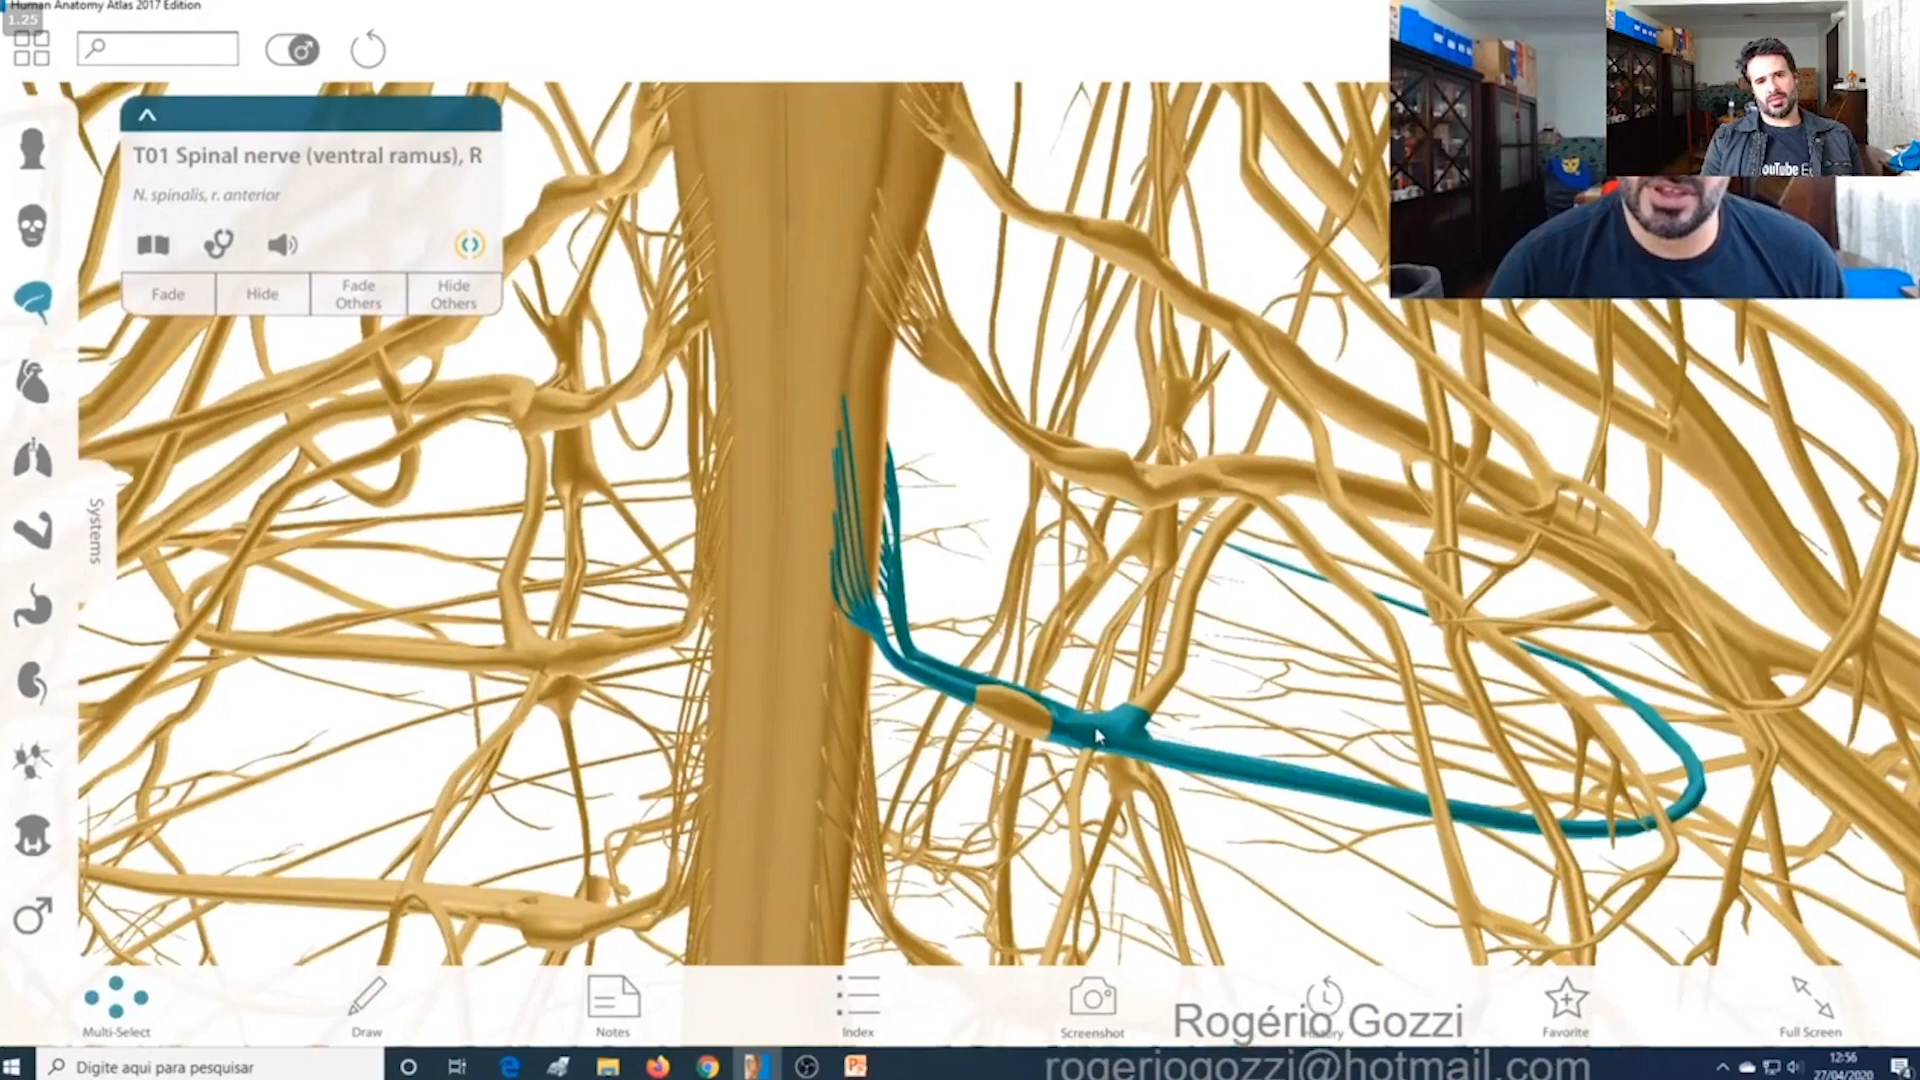 Human Anatomy Atlas 2017 Edition
1.25
T01 Spinal nerve (ventral ramus), R
N. spinalis, r. anterior
Fade
Hide
Fade Others
Hide Others
Systems
ouTube E
Multi-Select
Draw
Notes
Index
Screenshot
Favorite
Full Screen
Rogério Gozzi
rogeriogozzi@hotmail.com
Digite aqui para pesquisar
12:56
27/04/2020